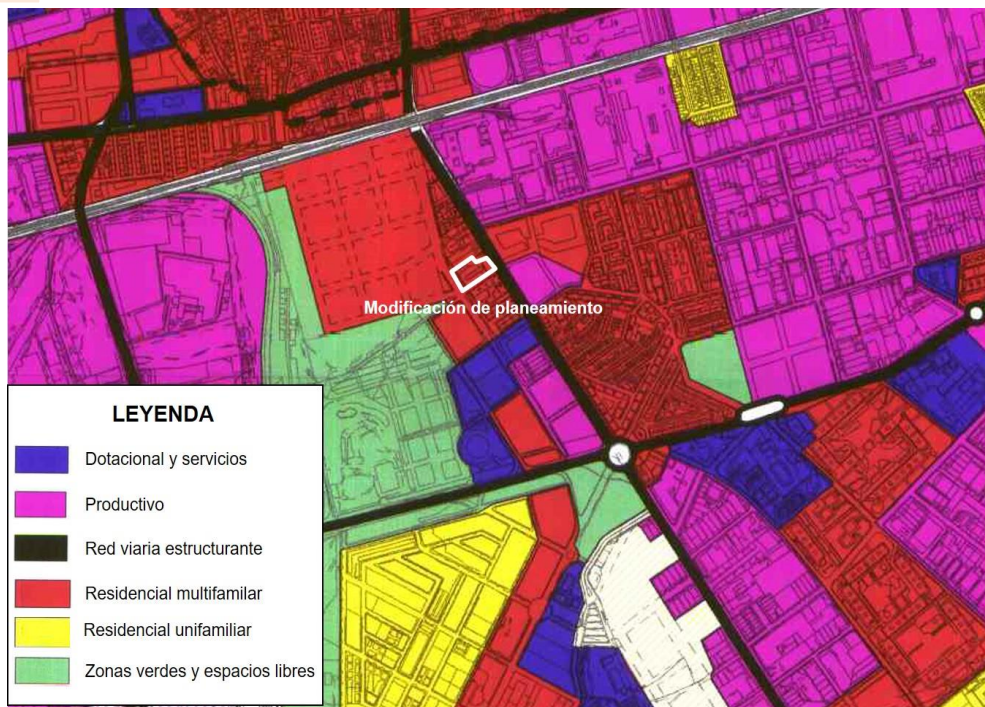 Modificación de planeamiento
LEYENDA
Dotacional y servicios
Productivo
Red viaria estructurante
Residencial multifamilar
Residencial unifamiliar
Zonas verdes y espacios libres